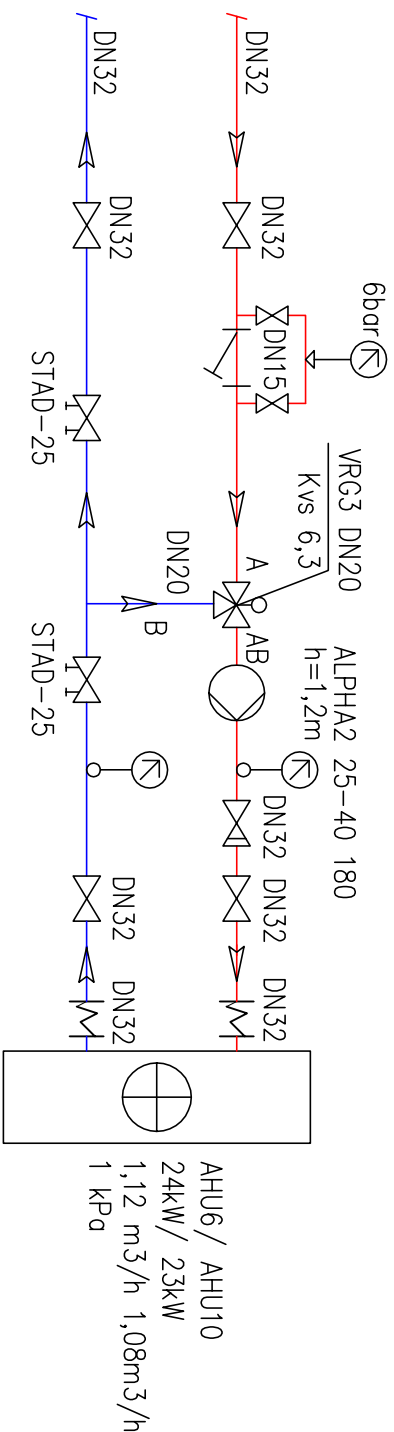 DN32
DN32
6bar
DN15
A
VRG3 DN20
Kvs 6,3
AB
ALPHA2 25-40 180
h=1,2m
DN32
DN32
DN32
DN32
DN32
STAD-25
DN20
B
STAD-25
DN32
DN32
AHU6/ AHU10
24kW/ 23kW
1,12 m3/h 1,08m3/h
1 kPa